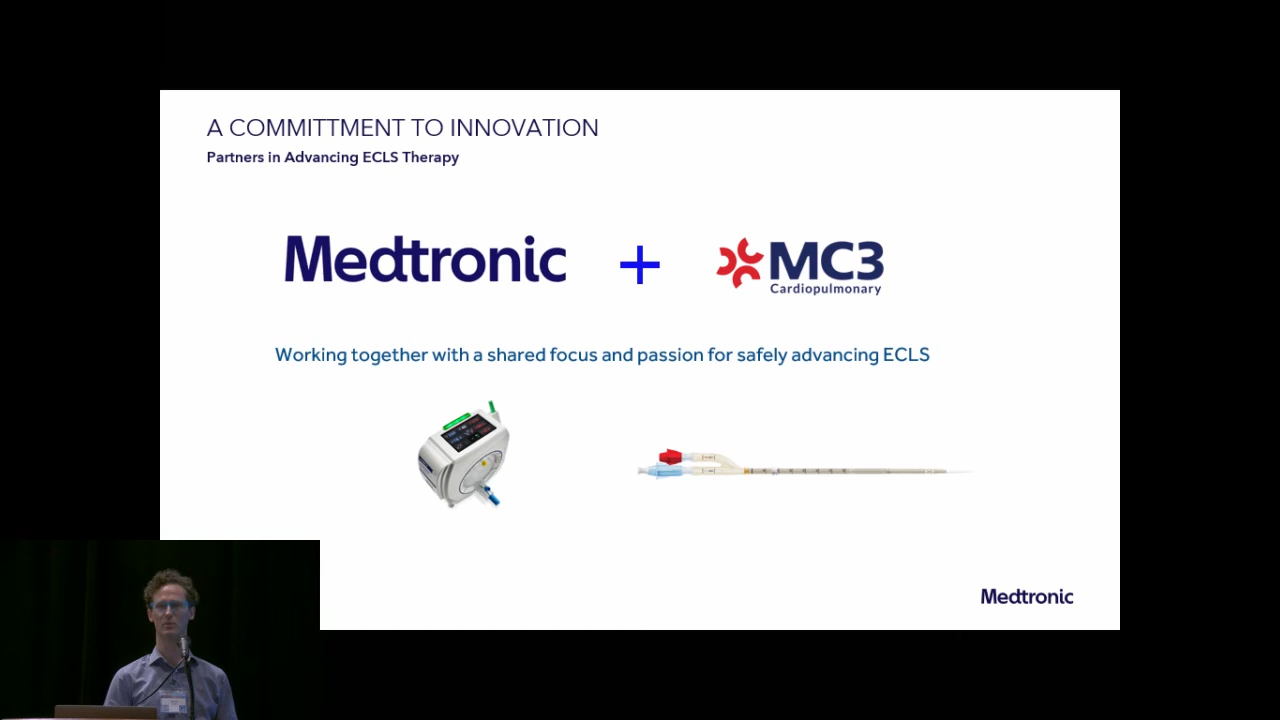 A COMMITTMENT TO INNOVATION
Partners in Advancing ECLS Therapy
Medtronic + MC3
Cardiopulmonary
Working together with a shared focus and passion for safely advancing ECLS
Medtronic